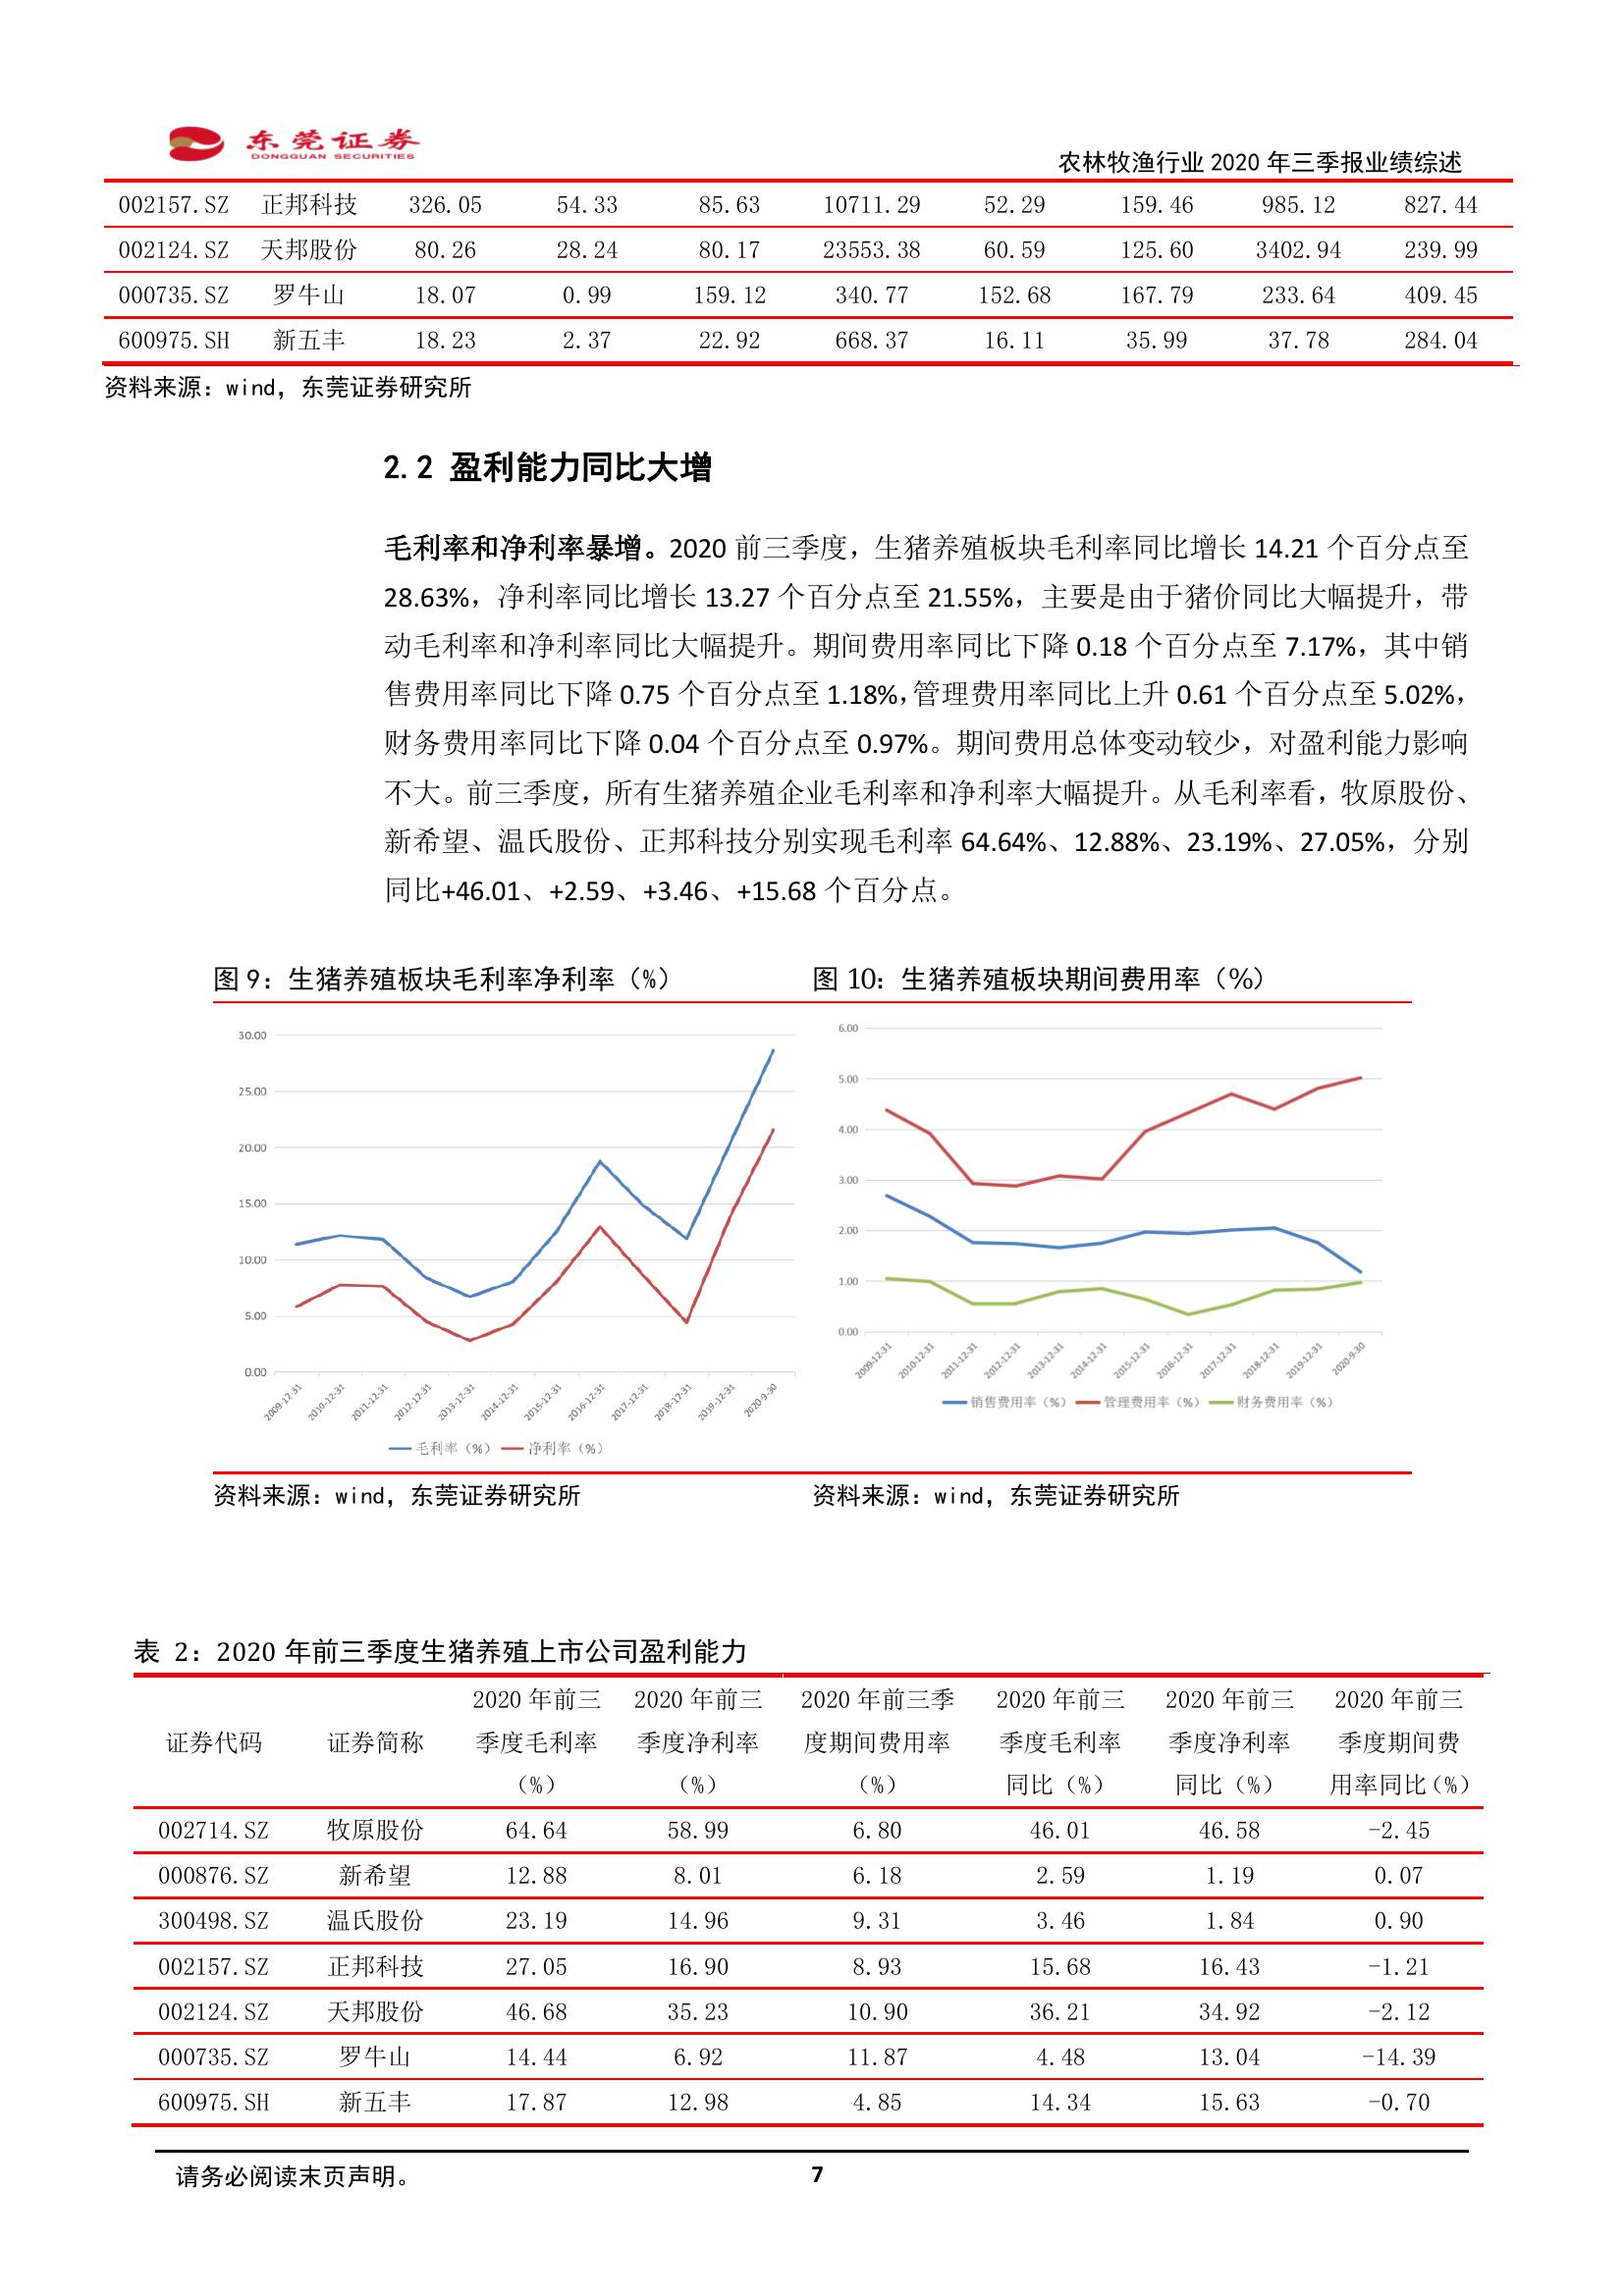 东莞证券
DONGGUAN SECURITIES
农林牧渔行业 2020 年三季报业绩综述
002157.SZ 正邦科技 326.05 54.33 85.63 10711.29 52.29 159.46 985.12 827.44
002124.SZ 天邦股份 80.26 28.24 80.17 23553.38 60.59 125.60 3402.94 239.99
000735.SZ 罗牛山 18.07 0.99 159.12 340.77 152.68 167.79 233.64 409.45
600975.SH 新五丰 18.23 2.37 22.92 668.37 16.11 35.99 37.78 284.04
资料来源：wind，东莞证券研究所
2.2 盈利能力同比大增
毛利率和净利率暴增。2020 前三季度，生猪养殖板块毛利率同比增长 14.21 个百分点至
28.63%，净利率同比增长 13.27 个百分点至 21.55%，主要是由于猪价同比大幅提升，带
动毛利率和净利率同比大幅提升。期间费用率同比下降 0.18 个百分点至 7.17%，其中销
售费用率同比下降 0.75 个百分点至 1.18%，管理费用率同比上升 0.61 个百分点至 5.02%，
财务费用率同比下降 0.04 个百分点至 0.97%。期间费用总体变动较少，对盈利能力影响
不大。前三季度，所有生猪养殖企业毛利率和净利率大幅提升。从毛利率看，牧原股份、
新希望、温氏股份、正邦科技分别实现毛利率 64.64%、12.88%、23.19%、27.05%，分别
同比+46.01、+2.59、+3.46、+15.68 个百分点。
图 9：生猪养殖板块毛利率净利率（%）
30.00
25.00
20.00
15.00
10.00
5.00
0.00
2009-12-31 2010-12-31 2011-12-31 2012-12-31 2013-12-31 2014-12-31 2015-12-31 2016-12-31 2017-12-31 2018-12-31 2019-12-31 2020-9-30
毛利率（%） 净利率（%）
资料来源：wind，东莞证券研究所
图 10：生猪养殖板块期间费用率（%）
6.00
5.00
4.00
3.00
2.00
1.00
0.00
2009-12-31 2010-12-31 2011-12-31 2012-12-31 2013-12-31 2014-12-31 2015-12-31 2016-12-31 2017-12-31 2018-12-31 2019-12-31 2020-9-30
销售费用率（%） 管理费用率（%） 财务费用率（%）
资料来源：wind，东莞证券研究所
表 2：2020 年前三季度生猪养殖上市公司盈利能力
2020 年前三 2020 年前三 2020 年前三季 2020 年前三 2020 年前三 2020 年前三
证券代码 证券简称 季度毛利率 季度净利率 度期间费用率 季度毛利率 季度净利率 季度期间费
（%） （%） （%） 同比（%） 同比（%） 用率同比（%）
002714.SZ 牧原股份 64.64 58.99 6.80 46.01 46.58 -2.45
000876.SZ 新希望 12.88 8.01 6.18 2.59 1.19 0.07
300498.SZ 温氏股份 23.19 14.96 9.31 3.46 1.84 0.90
002157.SZ 正邦科技 27.05 16.90 8.93 15.68 16.43 -1.21
002124.SZ 天邦股份 46.68 35.23 10.90 36.21 34.92 -2.12
000735.SZ 罗牛山 14.44 6.92 11.87 4.48 13.04 -14.39
600975.SH 新五丰 17.87 12.98 4.85 14.34 15.63 -0.70
请务必阅读末页声明。
7